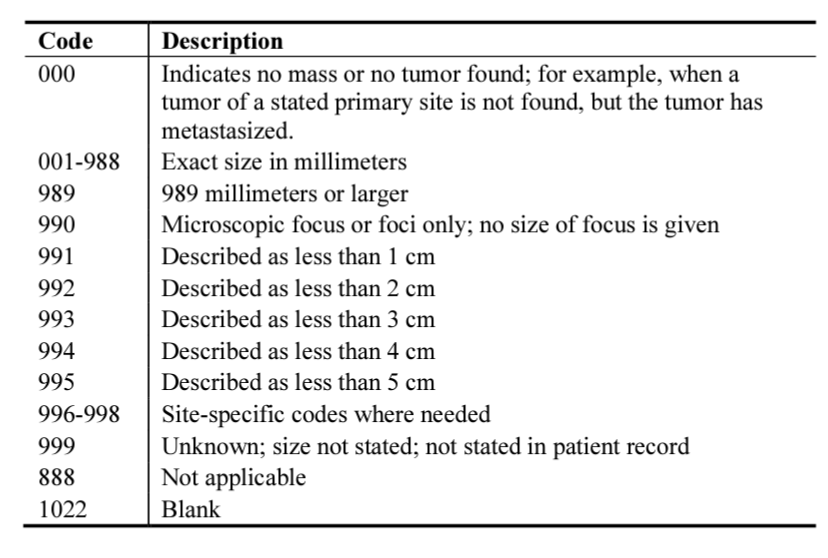 Code Description
000 Indicates no mass or no tumor found; for example, when a
tumor of a stated primary site is not found, but the tumor has
metastasized.
001-988 Exact size in millimeters
989 989 millimeters or larger
990 Microscopic focus or foci only; no size of focus is given
991 Described as less than 1 cm
992 Described as less than 2 cm
993 Described as less than 3 cm
994 Described as less than 4 cm
995 Described as less than 5 cm
996-998 Site-specific codes where needed
999 Unknown; size not stated; not stated in patient record
888 Not applicable
1022 Blank